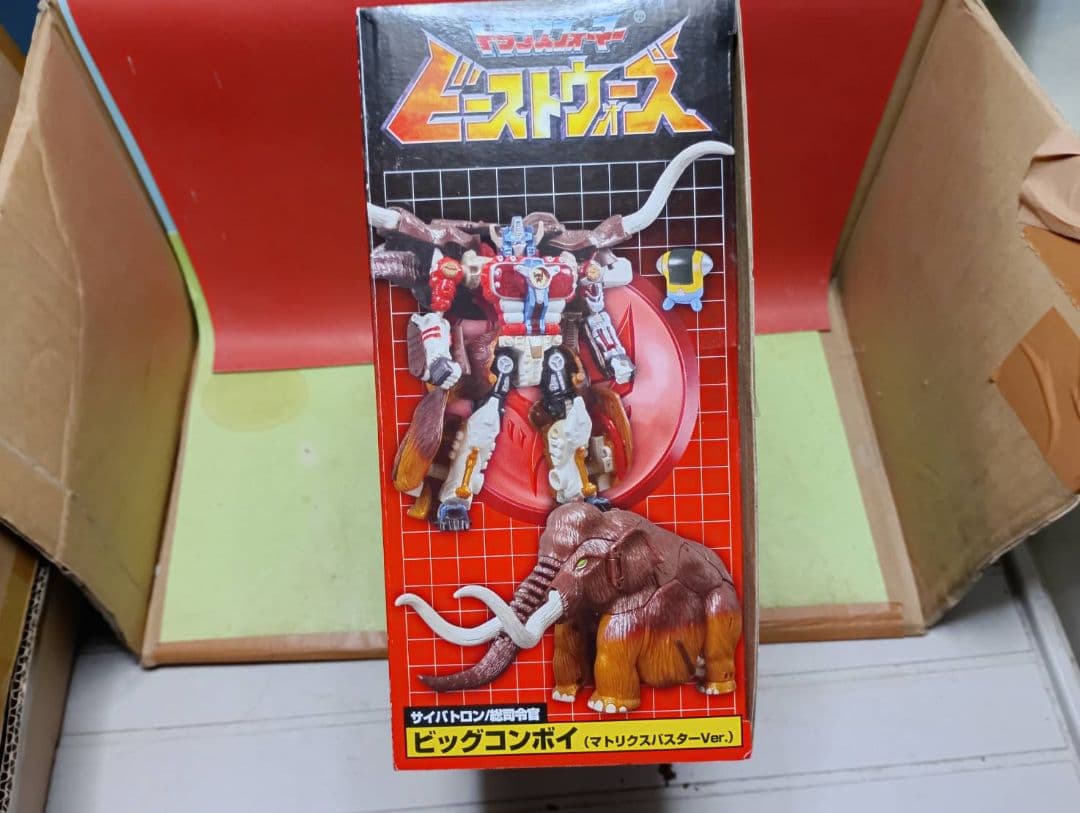 トランスフォーマー
ビーストウォーズ
サイバトロン/総司令官
ビッグコンボイ(マトリクスバスターVer.)